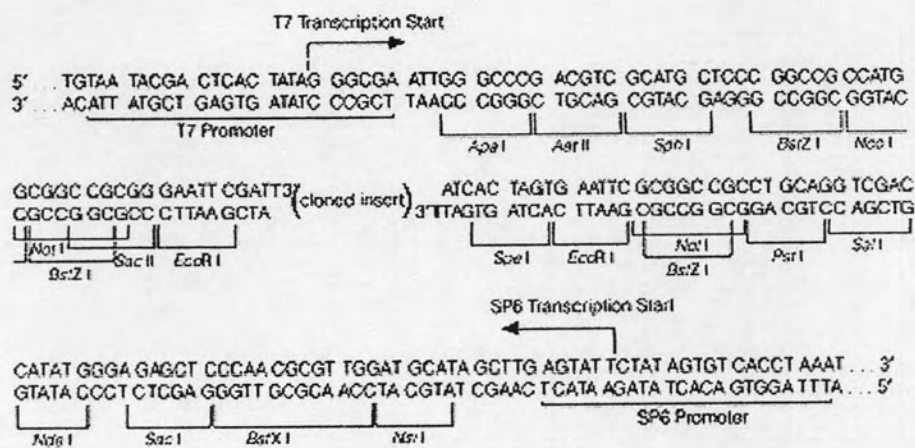 T7 Transcription Start
5′ ... TGTAA TACGA CTCACT TATAG GGCGA ATTGG GCCCG ACGTC GCATG CTCCC GGCCG CCATG
3′ ... ACATT ATGCT GAGTGA ATATC CCGCT TAACC CGGGC TGCAG CGTAC GAGGG CCGGC GGTAC
T7 Promoter
Apa I Aar II Sph I BstZ I Nco I
GCGGC CGCGG GAATT CGATT3′ (cloned insert) ATCAC TAGTG AATTC GCGGC CGCCT GCAGG TCGAC
CGCCG GCGCC CTTAA GCTA 3′TTAGTG ATCAC TTAAG CGCCG GCGGA CGTCC AGCTG
Not I Sac II EcoR I Spe I EcoR I Not I Pst I Sal I
BstZ I BstZ I
SP6 Transcription Start
CATAT GGGA GAGCT CCCAA CGCGT TGGAT GCATA GCTTG AGTAT TCTAT AGTGT CACCT AAAT ... 3′
GTATA CCCT CTCGA GGGTT GCGCA ACCTA CGTAT CGAAC TCATA AGATA TCACA GTGGA TTTA ... 5′
Nde I Sac I BstX I Nsi I SP6 Promoter